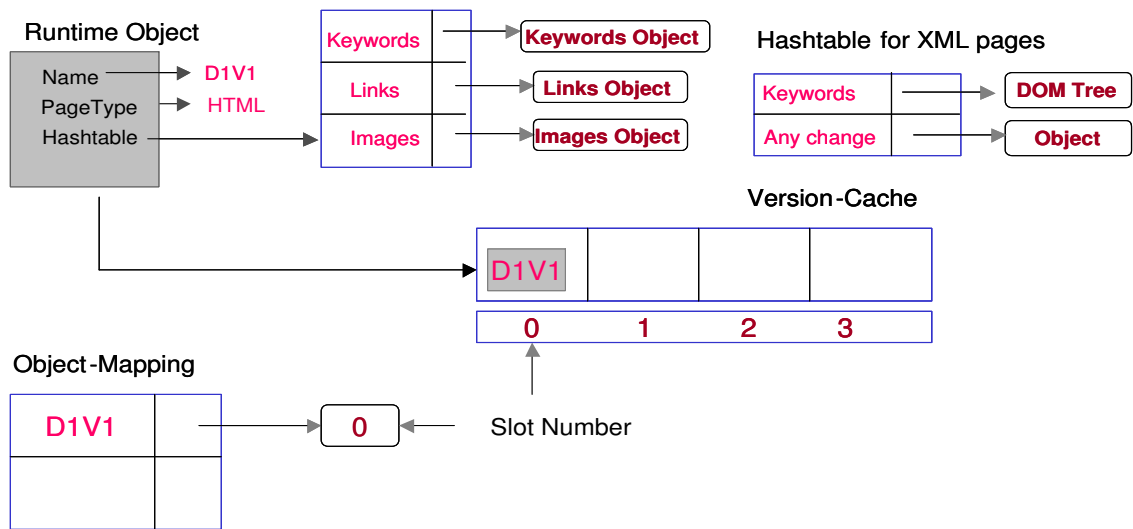 Runtime Object
Name
D1V1
PageType
HTML
Hashtable
Keywords
Keywords Object
Links
Links Object
Images
Images Object
Hashtable for XML pages
Keywords
DOM Tree
Any change
Object
Version-Cache
D1V1
0 1 2 3
Object-Mapping
D1V1
0
Slot Number